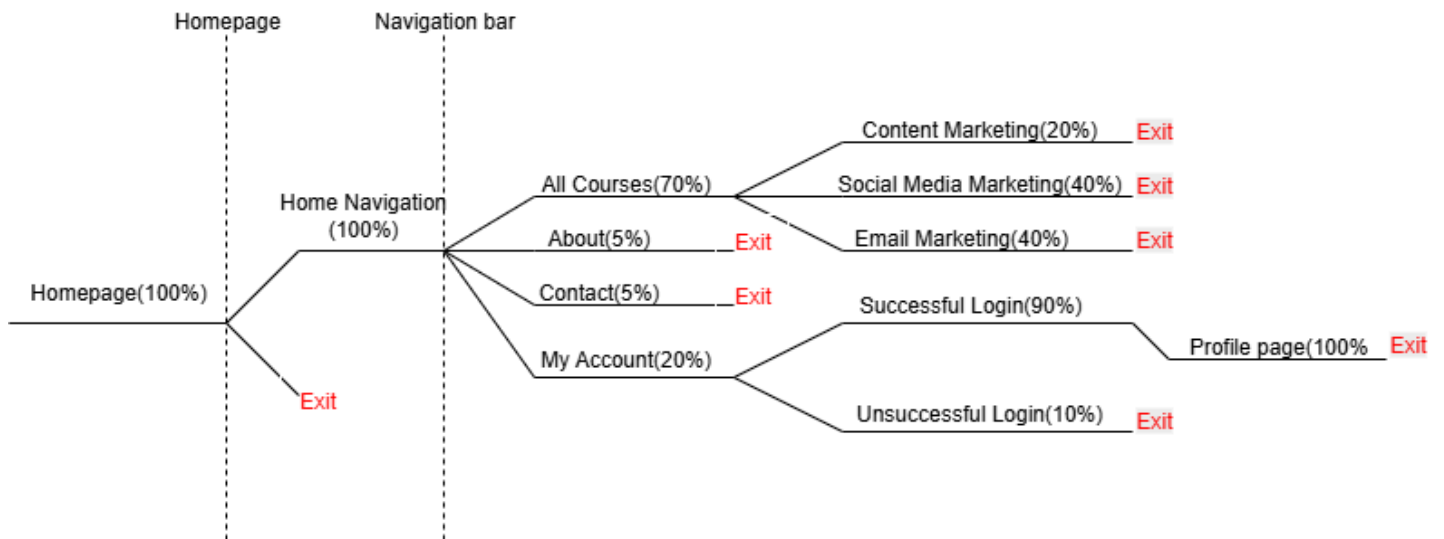 Homepage
Navigation bar
Content Marketing(20%)
Exit
All Courses(70%)
Social Media Marketing(40%)
Exit
Home Navigation
(100%)
About(5%)
Exit
Email Marketing(40%)
Exit
Homepage(100%)
Contact(5%)
Exit
Successful Login(90%)
My Account(20%)
Profile page(100%
Exit
Exit
Unsuccessful Login(10%)
Exit